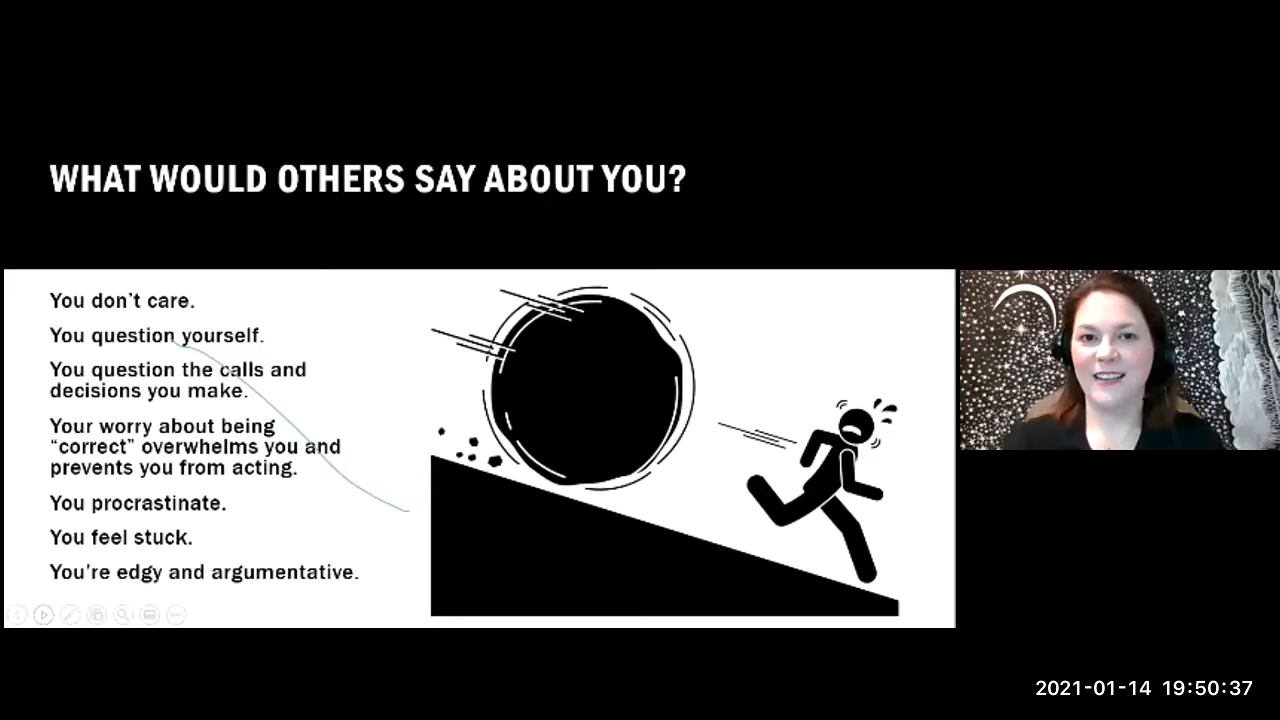 WHAT WOULD OTHERS SAY ABOUT YOU?
You don't care.
You question yourself.
You question the calls and
decisions you make.
Your worry about being
“correct” overwhelms you and
prevents you from acting.
You procrastinate.
You feel stuck.
You're edgy and argumentative.
2021-01-14 19:50:37